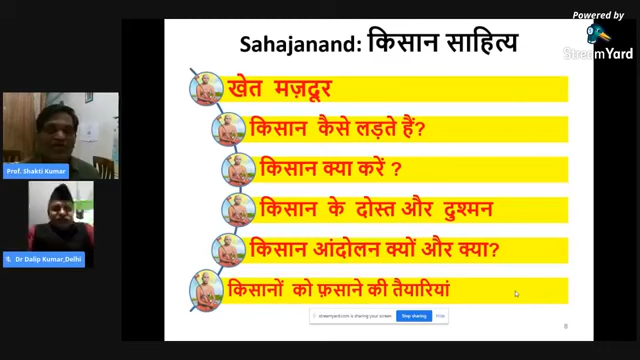 Powered by
StreamYard
Sahajanand: किसान साहित्य
खेत मज़दूर
किसान कैसे लड़ते हैं?
किसान क्या करें ?
किसान के दोस्त और दुश्मन
किसान आंदोलन क्यों और क्या?
किसानों को फ़साने की तैयारियां
Prof. Shakti Kumar
Dr Dalip Kumar,Delhi
streamyard.com is sharing your screen.
Stop sharing
Hide
8